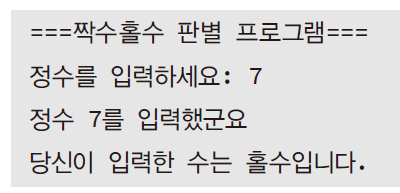 ===짝수홀수 판별 프로그램===
정수를 입력하세요: 7
정수 7를 입력했군요
당신이 입력한 수는 홀수입니다.